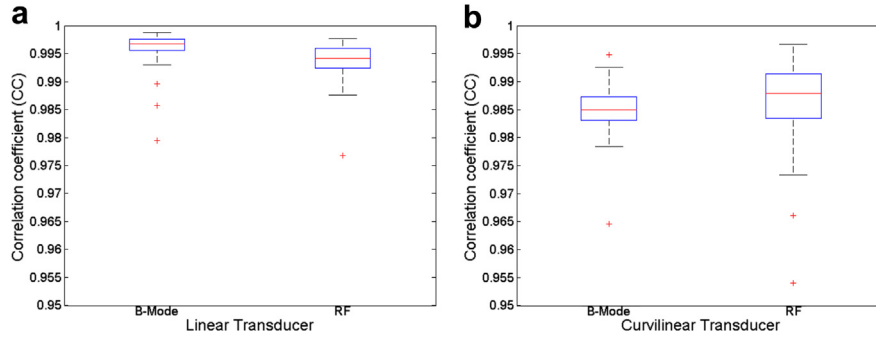 a
Correlation coefficient (CC)
1
0.995
0.99
0.985
0.98
0.975
0.97
0.965
0.96
0.955
0.95
B-Mode
RF
Linear Transducer
b
Correlation coefficient (CC)
1
0.995
0.99
0.985
0.98
0.975
0.97
0.965
0.96
0.955
0.95
B-Mode
RF
Curvilinear Transducer